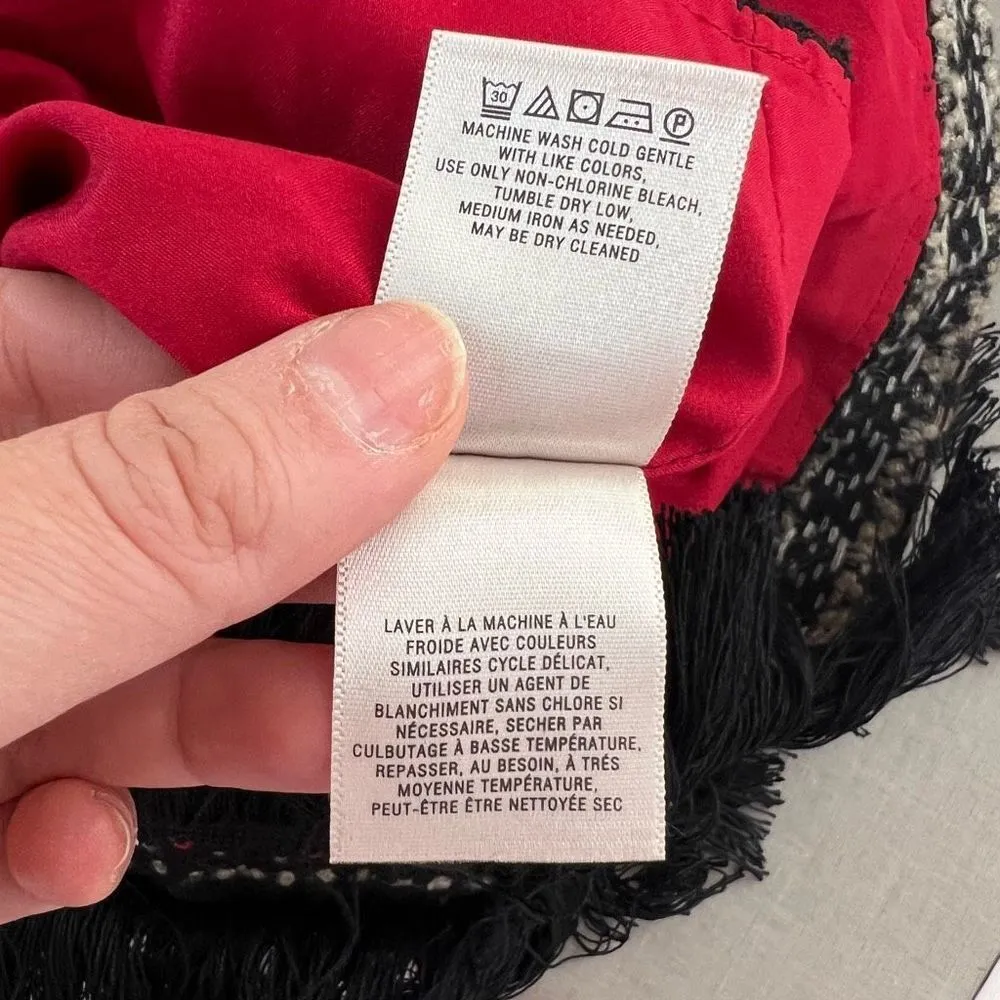 30 P
MACHINE WASH COLD GENTLE
WITH LIKE COLORS,
USE ONLY NON-CHLORINE BLEACH,
TUMBLE DRY LOW,
MEDIUM IRON AS NEEDED,
MAY BE DRY CLEANED
LAVER À LA MACHINE À L'EAU
FROIDE AVEC COULEURS
SIMILAIRES CYCLE DÉLICAT,
UTILISER UN AGENT DE
BLANCHIMENT SANS CHLORE SI
NÉCESSAIRE, SECHER PAR
CULBUTAGE À BASSE TEMPÉRATURE,
REPASSER, AU BESOIN, À TRÉS
MOYENNE TEMPÉRATURE,
PEUT-ÊTRE ÊTRE NETTOYÉE SEC